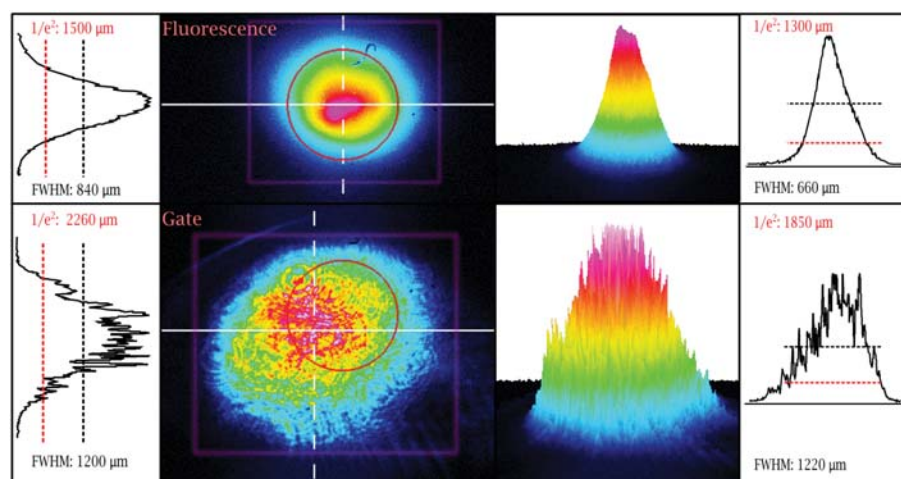 1/e²: 1500 µm
Fluorescence
1/e²: 1300 µm
FWHM: 840 µm
FWHM: 660 µm
1/e²: 2260 µm
Gate
1/e²: 1850 µm
FWHM: 1200 µm
FWHM: 1220 µm